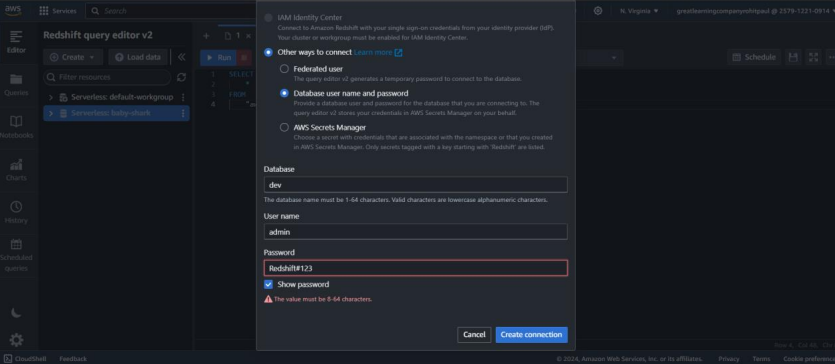 aws
Services
Search
N. Virginia
greatlearningcompanyrohitpaul @ 2579-1221-0914
Editor
Queries
Notebooks
Charts
History
Scheduled queries
Redshift query editor v2
Create
Load data
Filter resources
Serverless: default-workgroup
Serverless: baby-shark
1
Run
Schedule
1 SELECT
2 *
3 FROM
4
IAM Identity Center
Connect to Amazon Redshift with your single sign-on credentials from your identity provider (IdP).
Your cluster or workgroup must be enabled for IAM Identity Center.
Other ways to connect Learn more
Federated user
The query editor v2 generates a temporary password to connect to the database.
Database user name and password
Provide a database user and password for the database that you are connecting to. The
query editor v2 stores your credentials in AWS Secrets Manager on your behalf.
AWS Secrets Manager
Choose a secret with credentials that are associated with the namespace or that you created
in AWS Secrets Manager. Only secrets tagged with a key starting with 'Redshift' are listed.
Database
dev
The database name must be 1-64 characters. Valid characters are lowercase alphanumeric characters.
User name
admin
Password
Redshift#123
Show password
The value must be 8-64 characters.
Cancel
Create connection
CloudShell
Feedback
© 2024, Amazon Web Services, Inc. or its affiliates.
Privacy
Terms
Cookie preferences